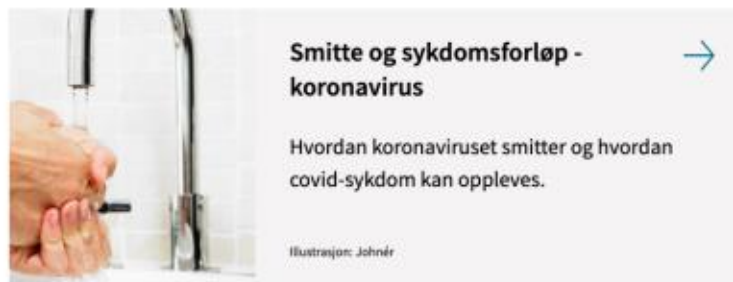 Smitte og sykdomsforløp -
koronavirus
Hvordan koronaviruset smitter og hvordan
covid-sykdom kan oppleves.
Illustrasjon: Johnér